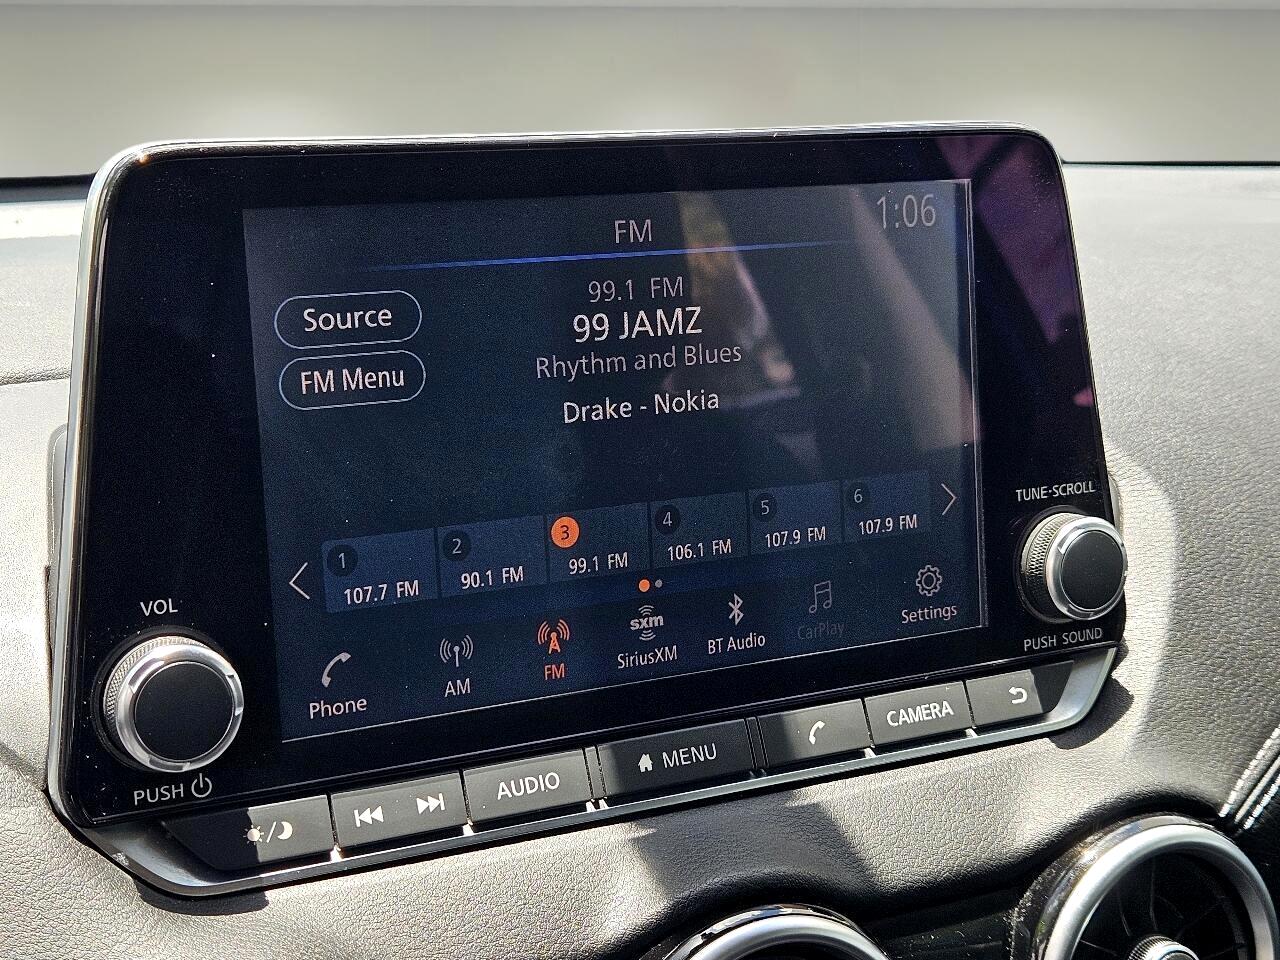 FM
1:06
99.1 FM
Source
99 JAMZ
Rhythm and Blues
FM Menu
Drake - Nokia
1
2
3
4
5
6
107.7 FM
90.1 FM
99.1 FM
106.1 FM
107.9 FM
107.9 FM
Phone
AM
FM
sxm
SiriusXM
BT Audio
CarPlay
Settings
VOL
PUSH
TUNE·SCROLL
PUSH SOUND
AUDIO
MENU
CAMERA